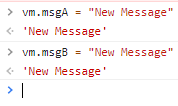 > vm.msgA = "New Message"
< 'New Message'
> vm.msgB = "New Message"
< 'New Message'
>